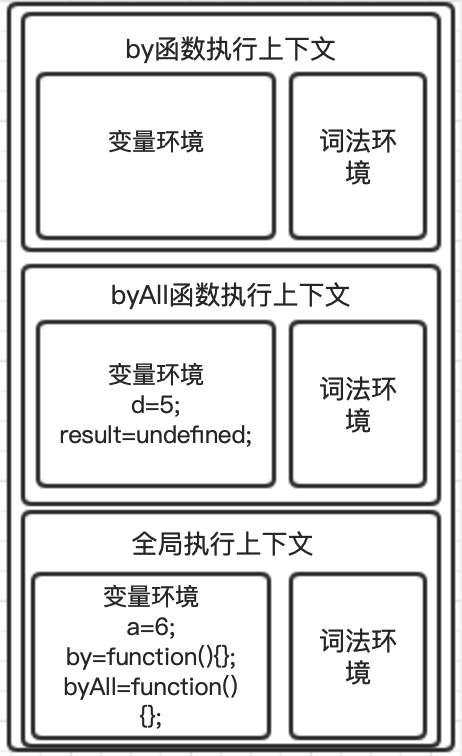 by函数执行上下文
变量环境
词法环
境
byAll函数执行上下文
变量环境
d=5;
result=undefined;
词法环
境
全局执行上下文
变量环境
a=6;
by=function(){};
byAll=function()
{};
词法环
境